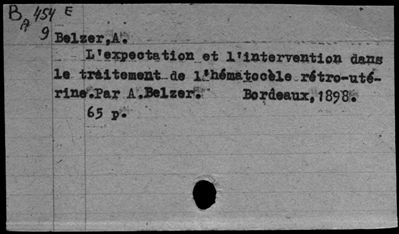 BA 454 E
9
Belzer,A.
L'expectation et l'intervention dans
le traitement de l'hématocèle rétro-uté-
rine.Par A.Belzer. Bordeaux,1898.
65 p.